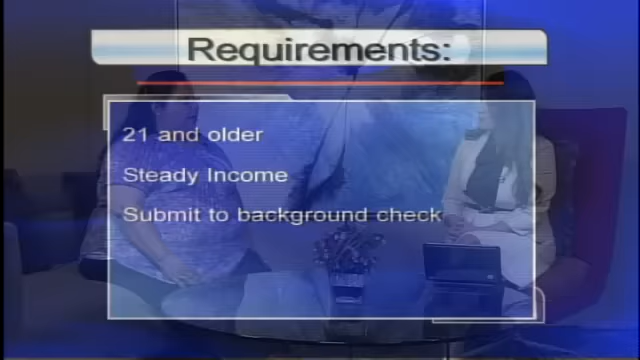 Requirements:
21 and older
Steady Income
Submit to background check